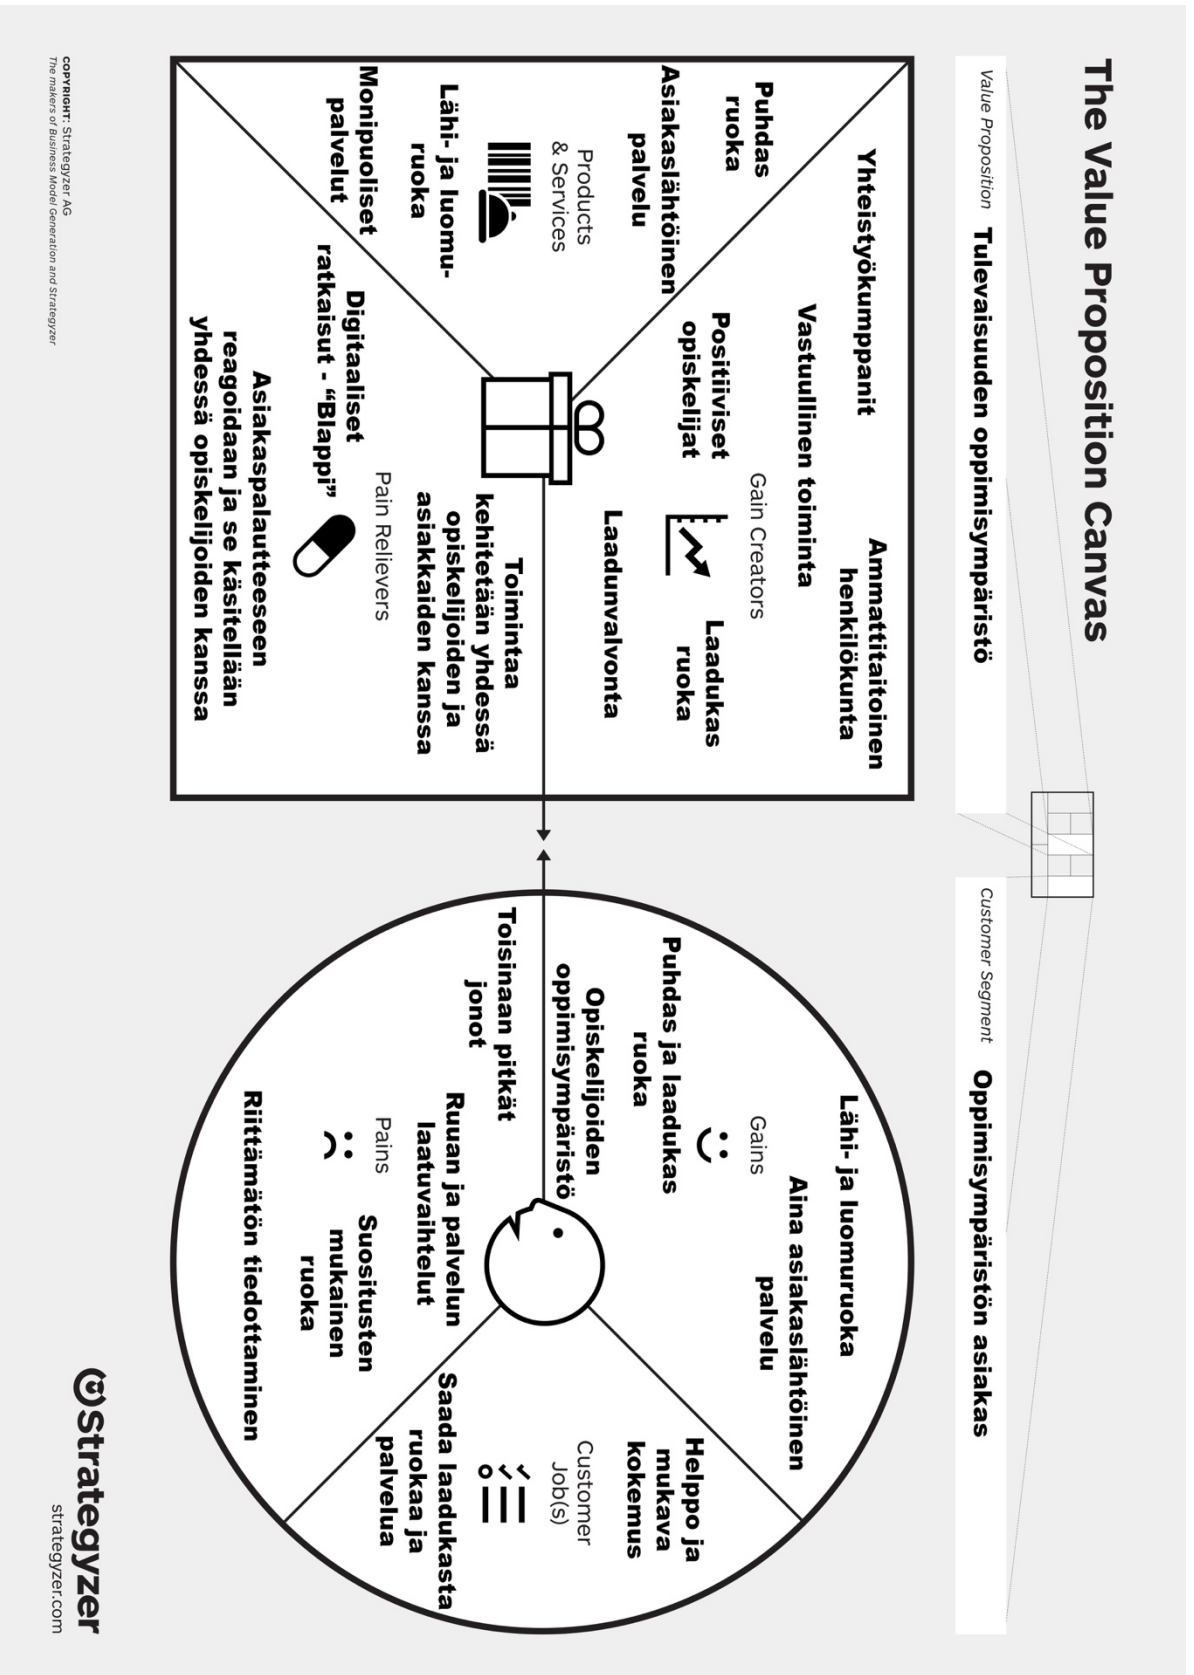 The Value Proposition Canvas
Value Proposition
Tulevaisuuden oppimisympäristö
Customer Segment
Oppimisympäristön asiakas
Yhteistyökumppanit
Ammattitaitoinen
henkilökunta
Vastuullinen toiminta
Gain Creators
Positiiviset
opiskelijat
Laadukas
ruoka
Laadunvalvonta
Puhdas
ruoka
Asiakaslähtöinen
palvelu
Products
& Services
Lähi- ja luomu-
ruoka
Monipuoliset
palvelut
Toimintaa
kehitetään yhdessä
opiskelijoiden ja
asiakkaiden kanssa
Pain Relievers
Digitaaliset
ratkaisut - “Blappi”
Asiakaspalautteeseen
reagoidaan ja se käsitellään
yhdessä opiskelijoiden kanssa
Lähi- ja luomuruoka
Aina asiakaslähtöinen
palvelu
Gains
Puhdas ja laadukas
ruoka
Opiskelijoiden
oppimisympäristö
Helppo ja
mukava
kokemus
Customer
Job(s)
Saada laadukasta
ruokaa ja
palvelua
Toisinaan pitkät
jonot
Ruuan ja palvelun
laatuvaihtelut
Pains
Suositusten
mukainen
ruoka
Riittämätön tiedottaminen
COPYRIGHT: Strategyzer AG
The makers of Business Model Generation and Strategyzer
Strategyzer
strategyzer.com